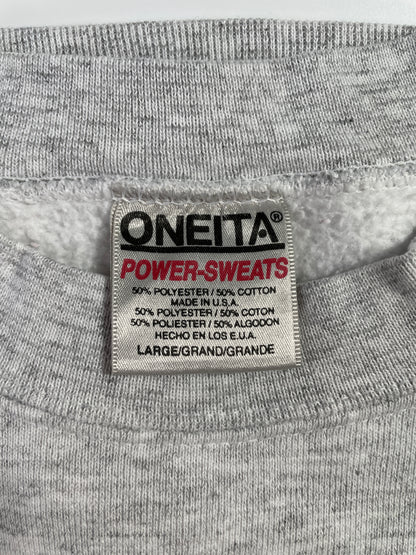 ONEITA®
POWER-SWEATS
50% POLYESTER / 50% COTTON
MADE IN U.S.A.
50% POLYESTER / 50% COTON
50% POLIESTER / 50% ALGODON
HECHO EN LOS E.U.A.
LARGE/GRAND/GRANDE